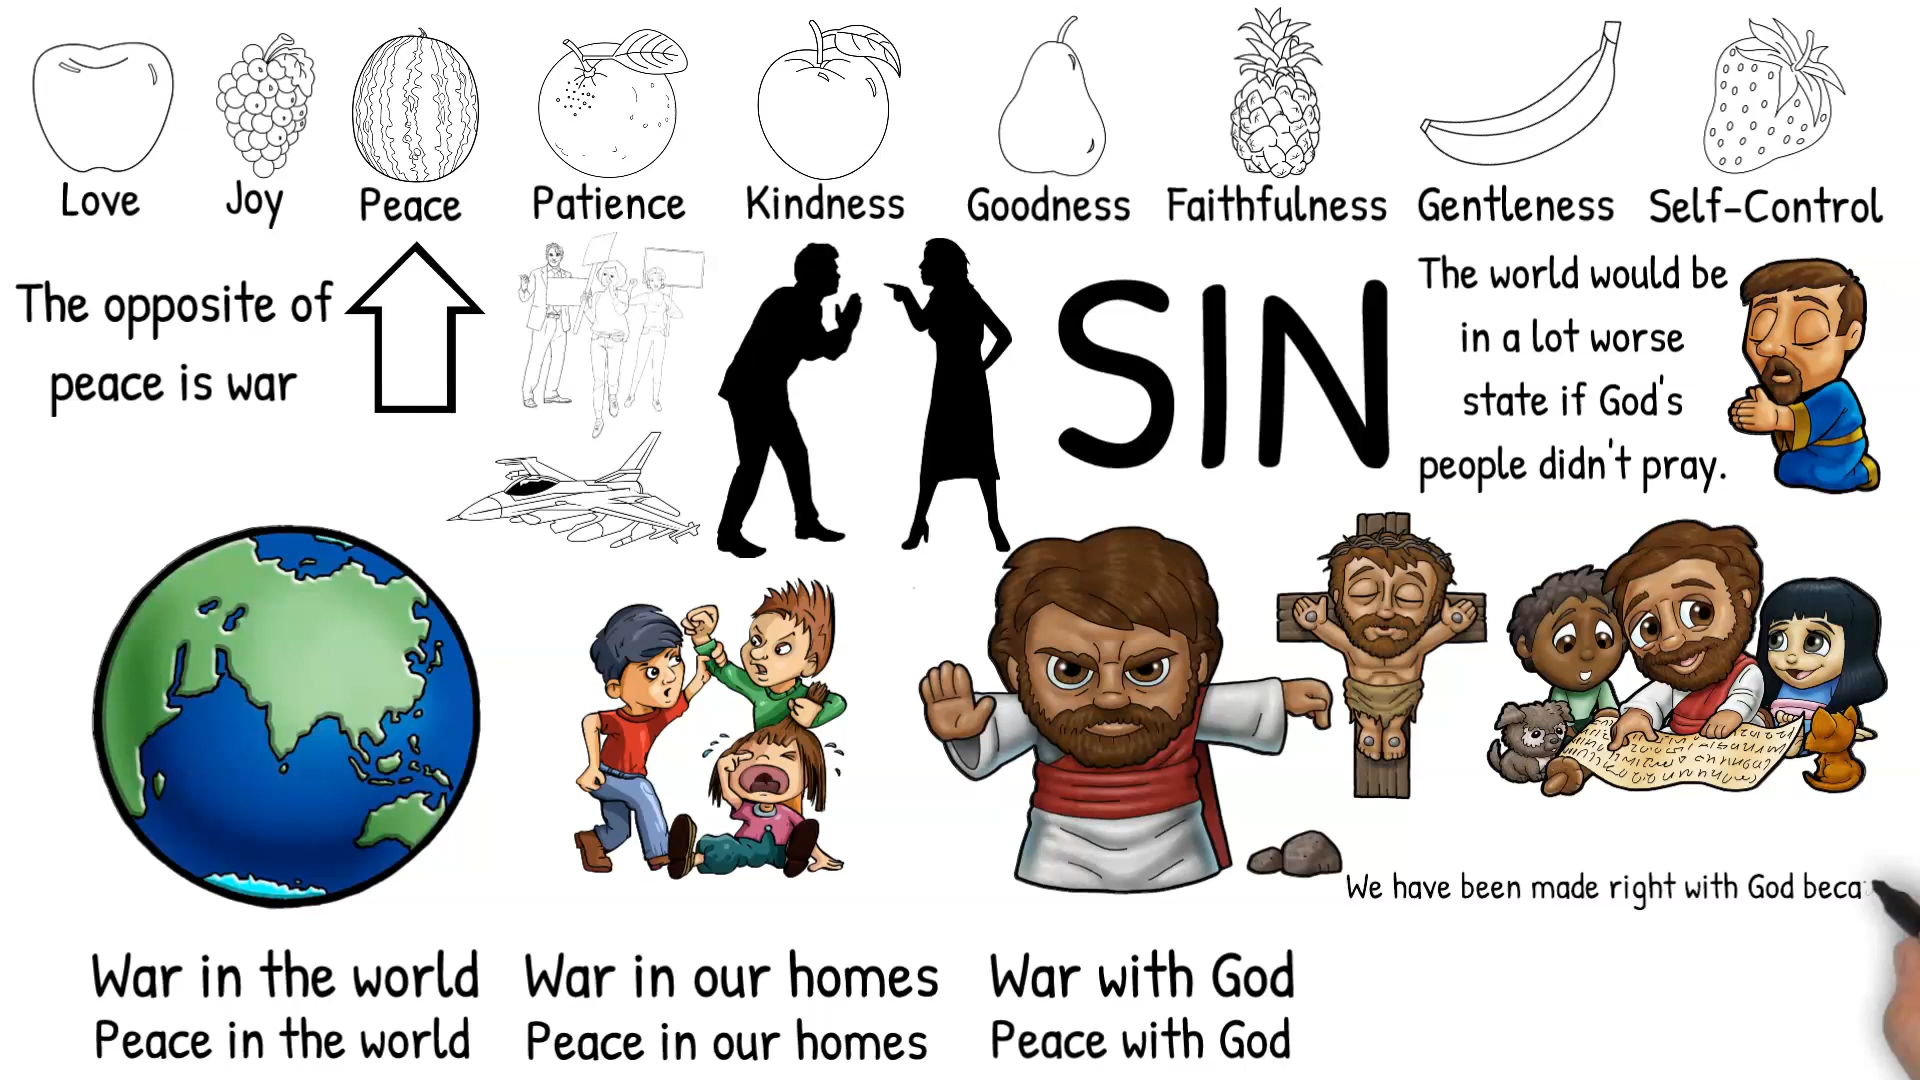 Love Joy Peace Patience Kindness Goodness Faithfulness Gentleness Self-Control
The opposite of
peace is war
SIN
The world would be
in a lot worse
state if God's
people didn't pray.
We have been made right with God beca
War in the world
Peace in the world
War in our homes
Peace in our homes
War with God
Peace with God